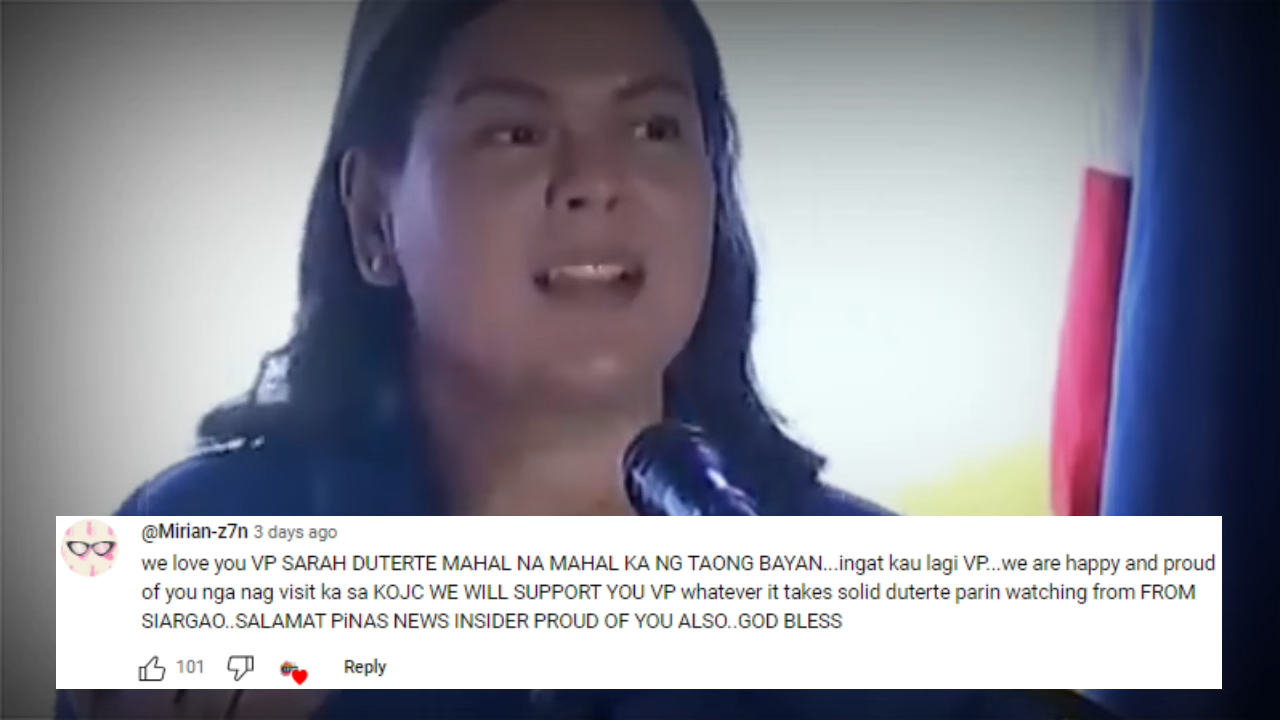 @Mirian-z7n 3 days ago
we love you VP SARAH DUTERTE MAHAL NA MAHAL KA NG TAONG BAYAN...ingat kau lagi VP...we are happy and proud
of you nga nag visit ka sa KOJC WE WILL SUPPORT YOU VP whatever it takes solid duterte parin watching from FROM
SIARGAO..SALAMAT PiNAS NEWS INSIDER PROUD OF YOU ALSO..GOD BLESS
101 Reply